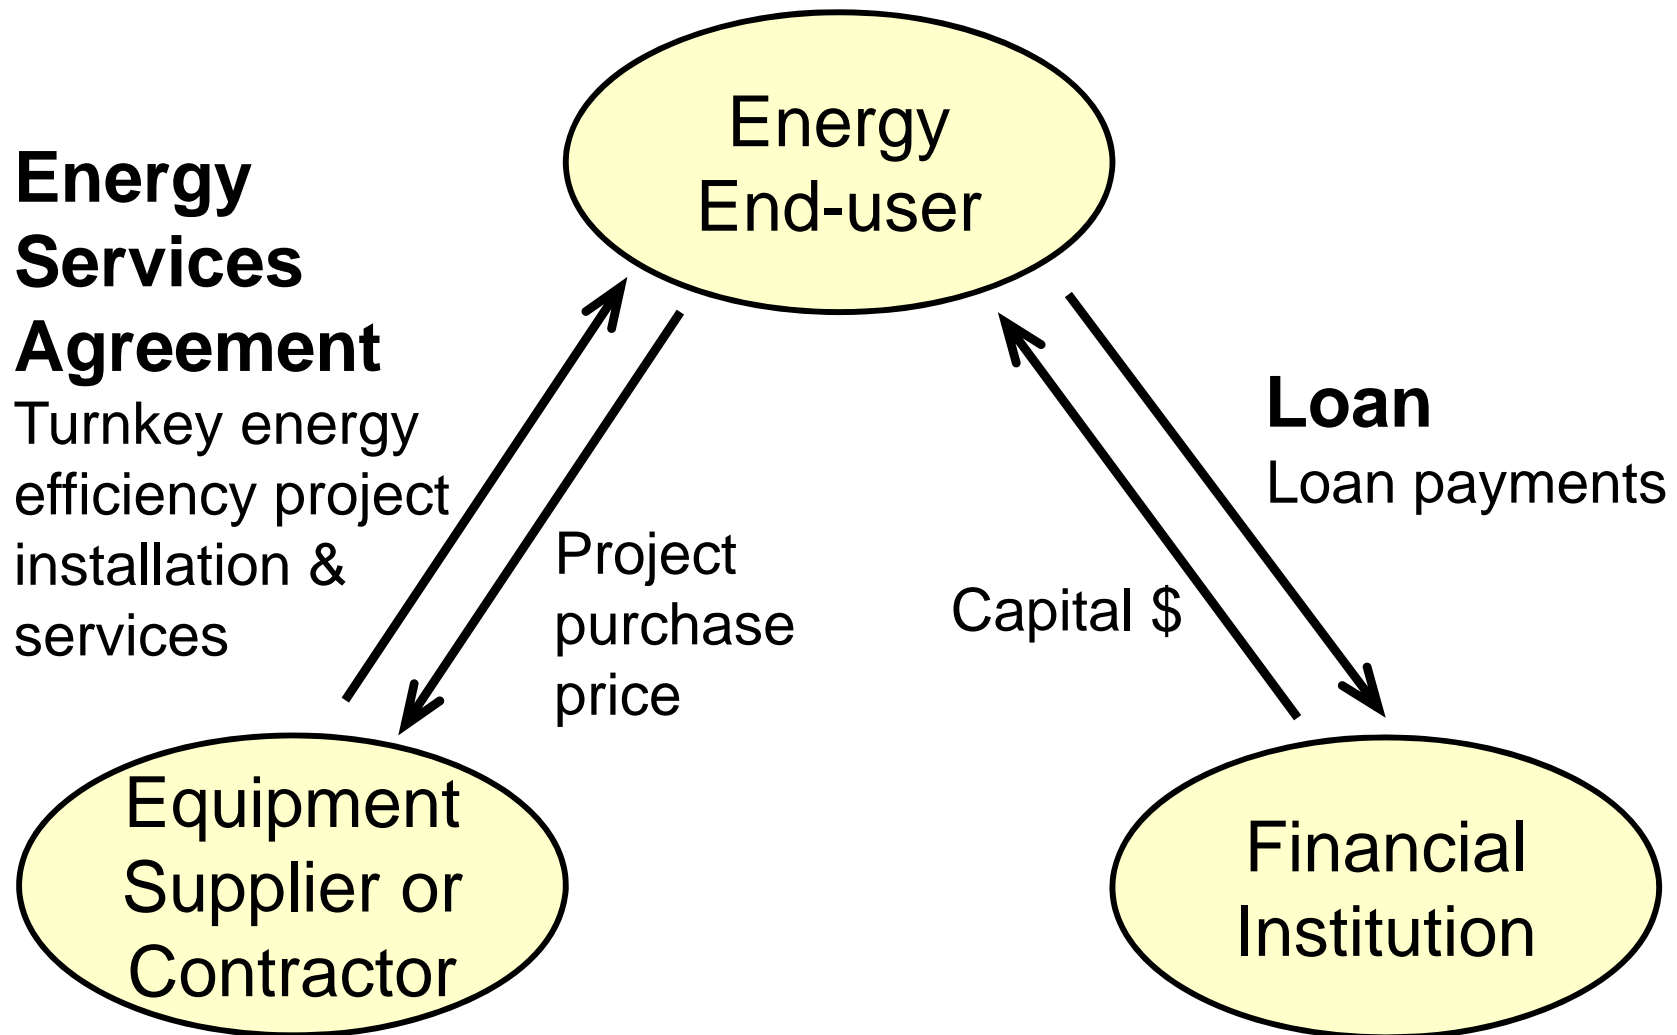 Energy
End-user
Energy
Services
Agreement
Turnkey energy
efficiency project
installation &
services
Project
purchase
price
Capital $
Loan
Loan payments
Equipment
Supplier or
Contractor
Financial
Institution